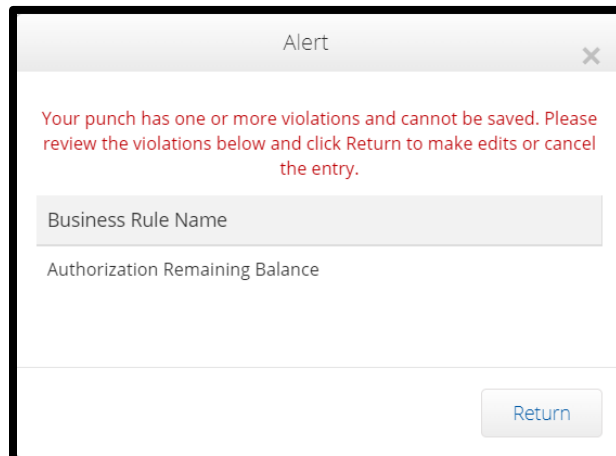 Alert
Your punch has one or more violations and cannot be saved. Please
review the violations below and click Return to make edits or cancel
the entry.
Business Rule Name
Authorization Remaining Balance
Return